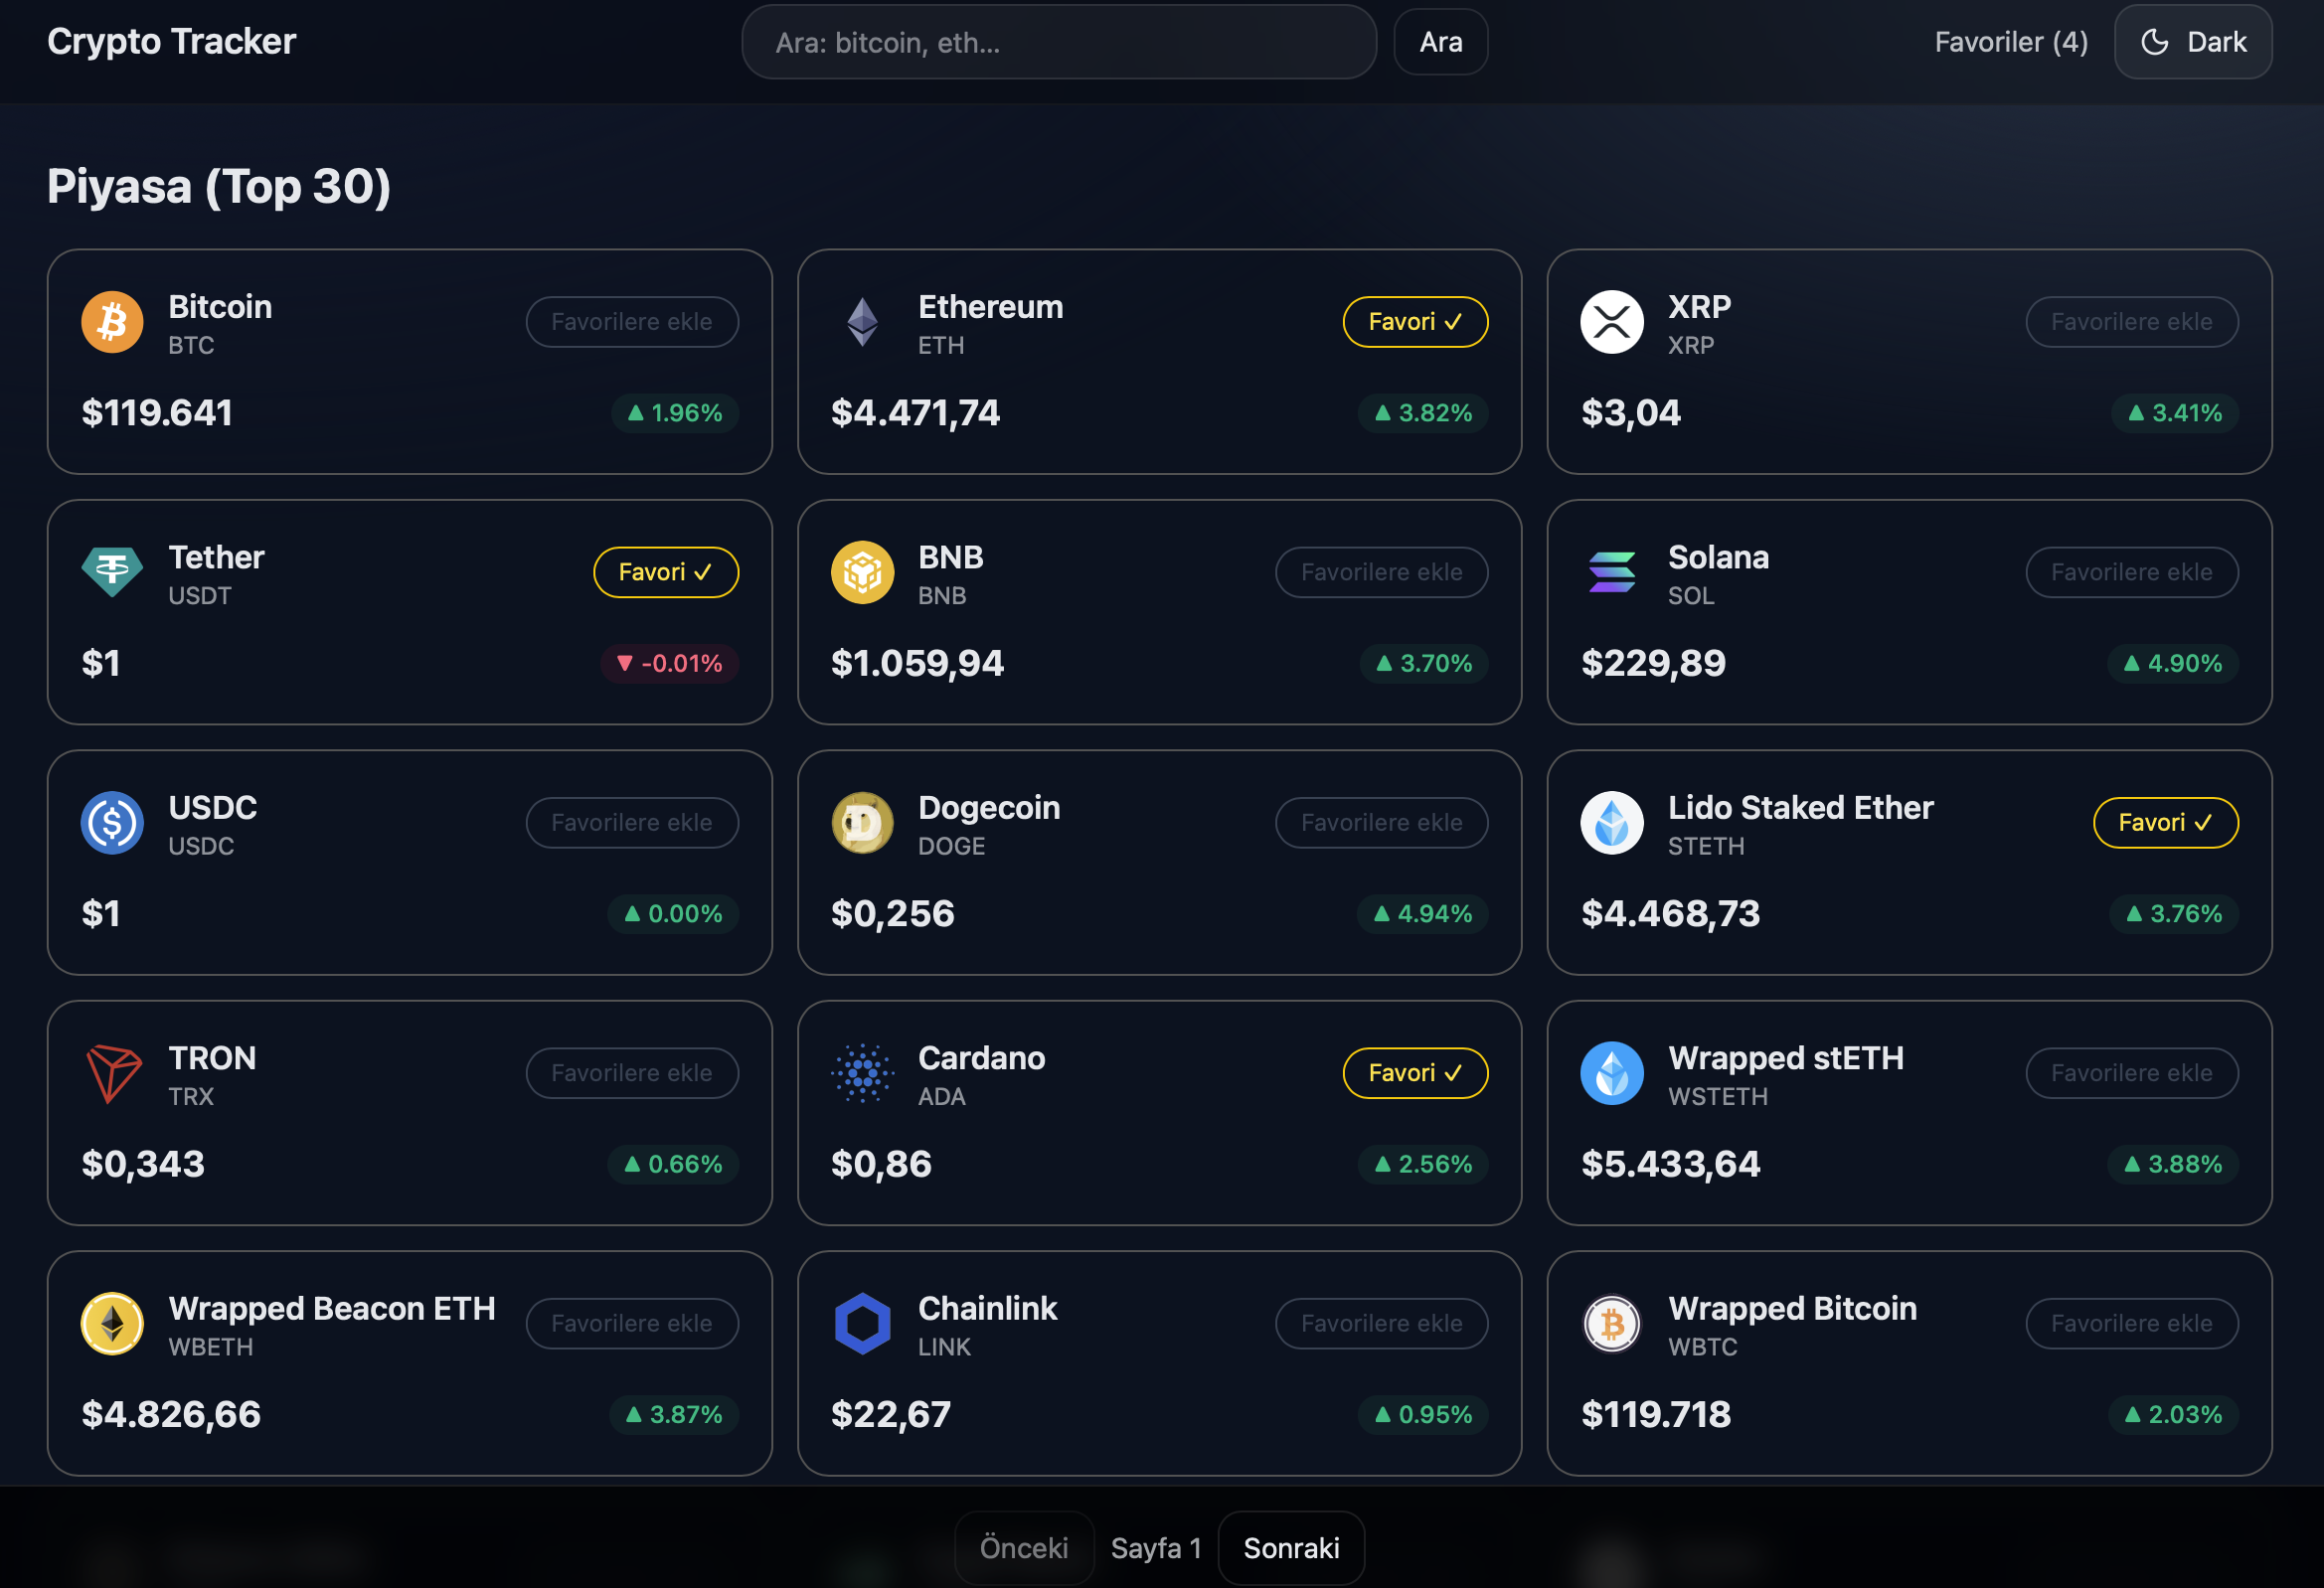 Crypto Tracker
Ara: bitcoin, eth...
Ara
Favoriler (4)
Dark
Piyasa (Top 30)
Bitcoin
BTC
Favorilere ekle
$119.641
▲ 1.96%
Ethereum
ETH
Favori ✓
$4.471,74
▲ 3.82%
XRP
XRP
Favorilere ekle
$3,04
▲ 3.41%
Tether
USDT
Favori ✓
$1
▼ -0.01%
BNB
BNB
Favorilere ekle
$1.059,94
▲ 3.70%
Solana
SOL
Favorilere ekle
$229,89
▲ 4.90%
USDC
USDC
Favorilere ekle
$1
▲ 0.00%
Dogecoin
DOGE
Favorilere ekle
$0,256
▲ 4.94%
Lido Staked Ether
STETH
Favori ✓
$4.468,73
▲ 3.76%
TRON
TRX
Favorilere ekle
$0,343
▲ 0.66%
Cardano
ADA
Favori ✓
$0,86
▲ 2.56%
Wrapped stETH
WSTETH
Favorilere ekle
$5.433,64
▲ 3.88%
Wrapped Beacon ETH
WBETH
Favorilere ekle
$4.826,66
▲ 3.87%
Chainlink
LINK
Favorilere ekle
$22,67
▲ 0.95%
Wrapped Bitcoin
WBTC
Favorilere ekle
$119.718
▲ 2.03%
Önceki
Sayfa 1
Sonraki